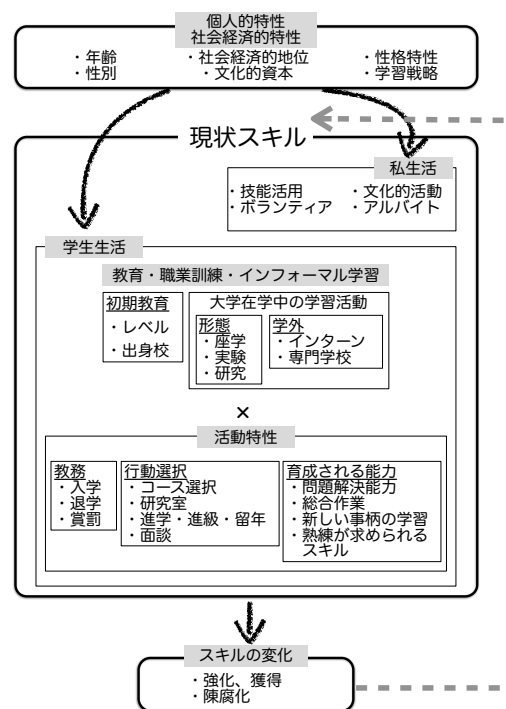 個人的特性
社会経済的特性
・年齢 ・社会経済的地位 ・性格特性
・性別 ・文化的資本 ・学習戦略
現状スキル
私生活
・技能活用 ・文化的活動
・ボランティア ・アルバイト
学生生活
教育・職業訓練・インフォーマル学習
初期教育
・レベル
・出身校
大学在学中の学習活動
形態
・座学
・実験
・研究
学外
・インターン
・専門学校
×
活動特性
教務
・入学
・退学
・賞罰
行動選択
・コース選択
・研究室
・進学・進級・留年
・面談
育成される能力
・問題解決能力
・総合作業
・新しい事柄の学習
・熟練が求められる
スキル
スキルの変化
・強化、獲得
・陳腐化